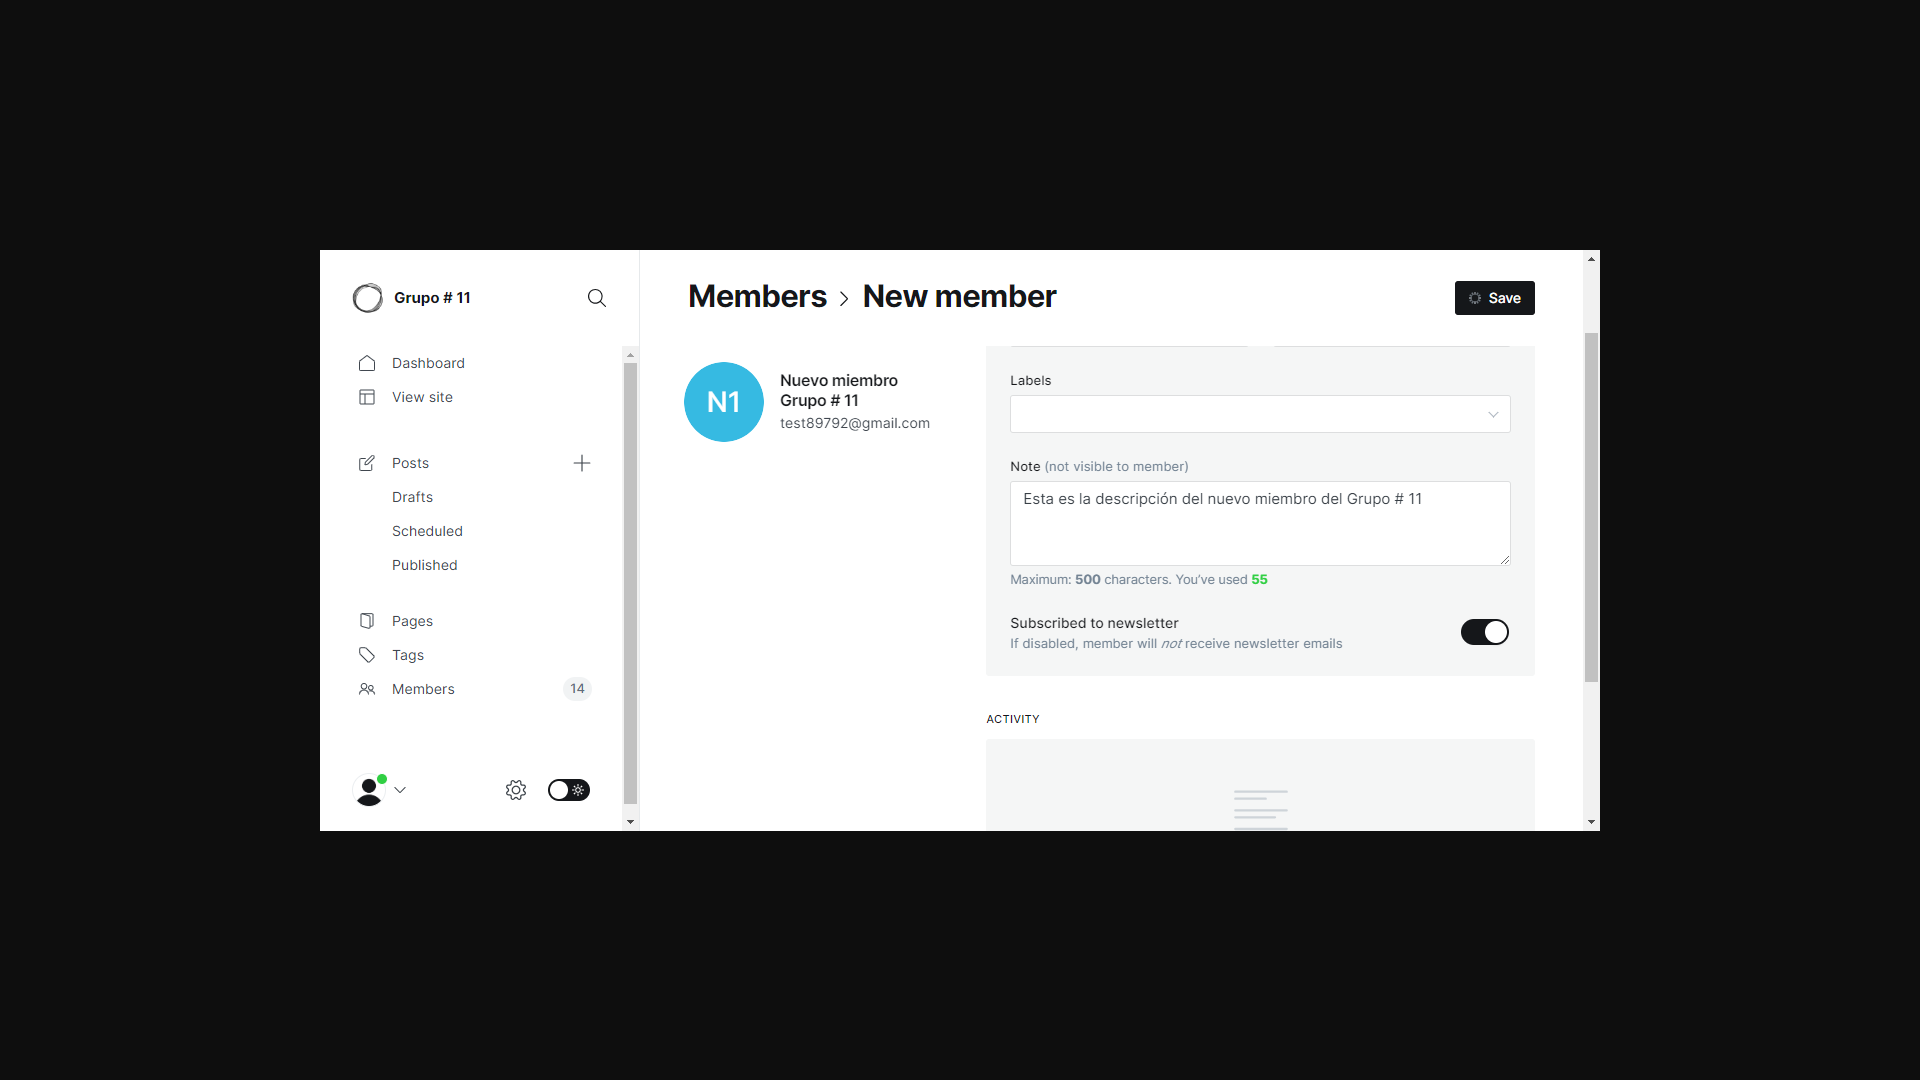 Grupo # 11
Dashboard
View site
Posts
Drafts
Scheduled
Published
Pages
Tags
Members 14
Members > New member
Save
N1
Nuevo miembro
Grupo # 11
test89792@gmail.com
Labels
Note (not visible to member)
Esta es la descripción del nuevo miembro del Grupo # 11
Maximum: 500 characters. You’ve used 55
Subscribed to newsletter
If disabled, member will not receive newsletter emails
ACTIVITY